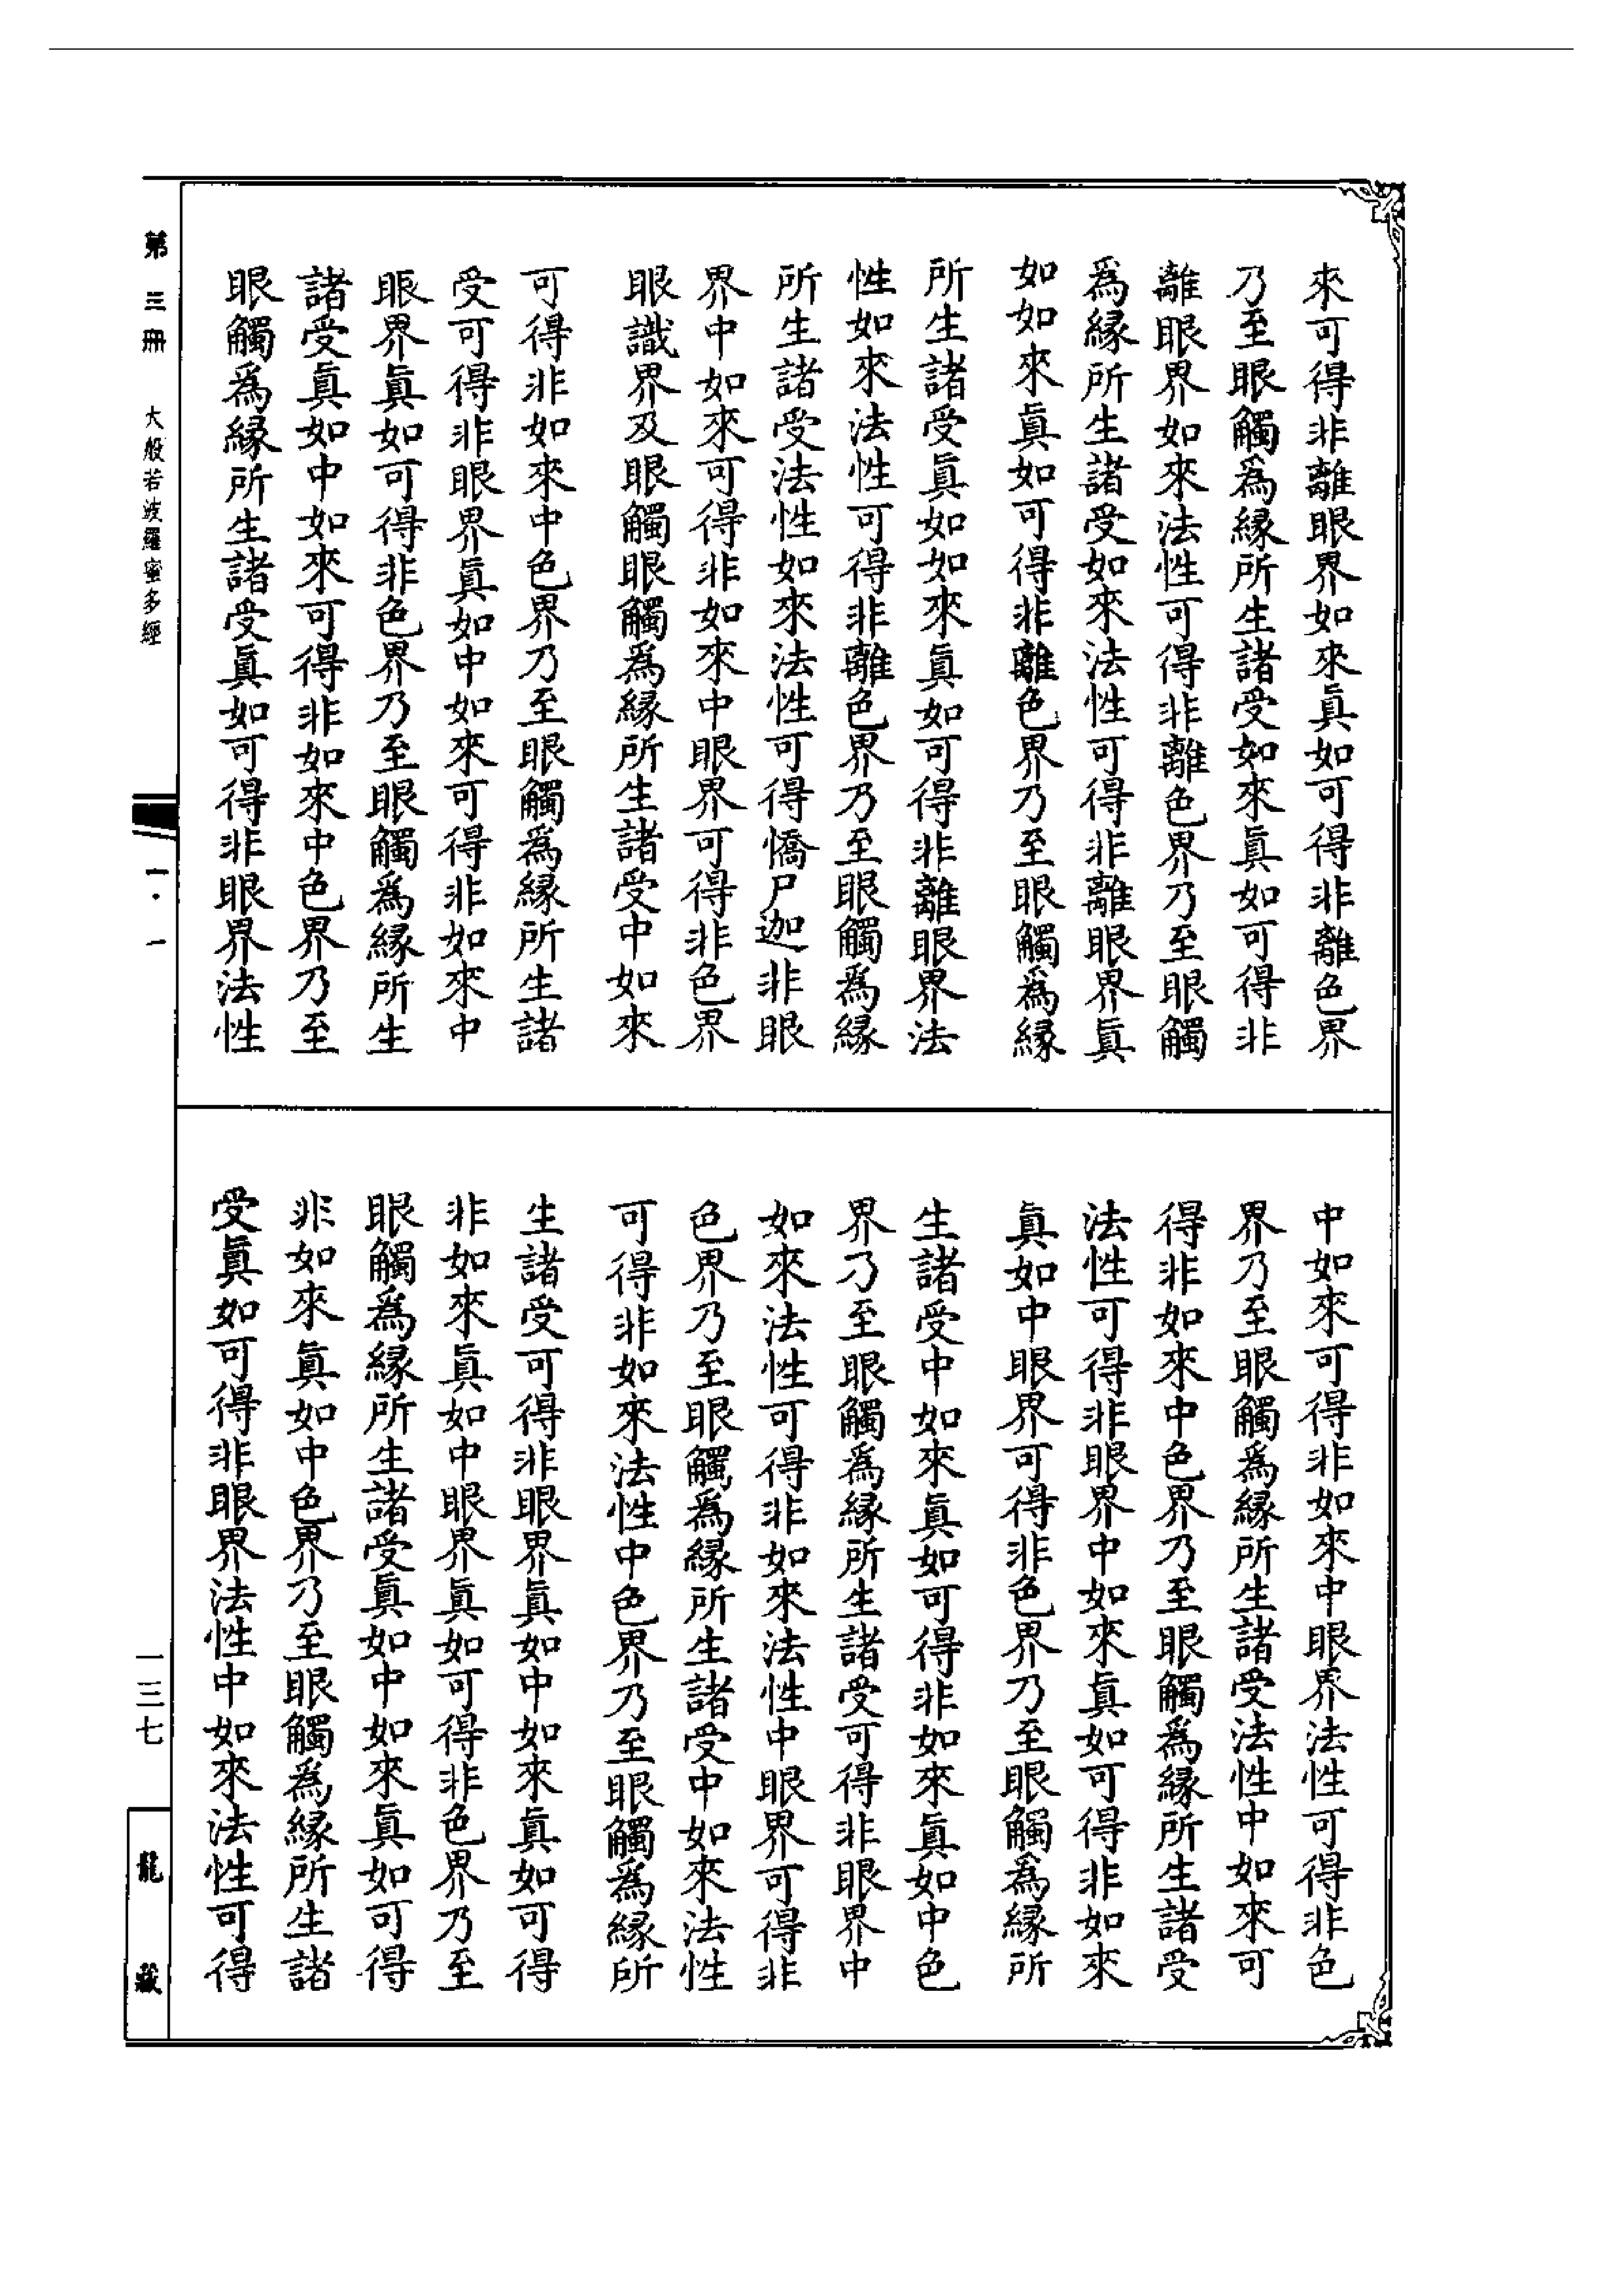 來可得非離眼界如來眞如可得非離色界
乃至眼觸爲縁所生諸受如來眞如可得非
離眼界如來法性可得非離色界乃至眼觸
爲縁所生諸受如來法性可得非離眼界眞
如如來眞如可得非離色界乃至眼觸爲縁
所生諸受眞如如來眞如可得非離眼界法
性如來法性可得非離色界乃至眼觸爲縁
所生諸受法性如來法性可得憍尸迦非眼
界中如來可得非如來中眼界可得非色界
眼識界及眼觸眼觸爲縁所生諸受中如來
可得非如來中色界乃至眼觸爲縁所生諸
受可得非眼界眞如中如來可得非如來中
眼界眞如可得非色界乃至眼觸爲縁所生
諸受眞如中如來可得非如來中色界乃至
眼觸爲縁所生諸受眞如可得非眼界法性
中如來可得非如來中眼界法性可得非色
界乃至眼觸爲縁所生諸受法性中如來可
得非如來中色界乃至眼觸爲縁所生諸受
法性可得非眼界中如來眞如可得非如來
眞如中眼界可得非色界乃至眼觸爲縁所
生諸受中如來眞如可得非如來眞如中色
界乃至眼觸爲縁所生諸受可得非眼界中
如來法性可得非如來法性中眼界可得非
色界乃至眼觸爲縁所生諸受中如來法性
可得非如來法性中色界乃至眼觸爲縁所
生諸受可得非眼界眞如中如來眞如可得
非如來眞如中眼界眞如可得非色界乃至
眼觸爲縁所生諸受眞如中如來眞如可得
非如來眞如中色界乃至眼觸爲縁所生諸
受眞如可得非眼界法性中如來法性可得
第三冊 大般若波羅蜜多經 一·一
一三七
龍藏